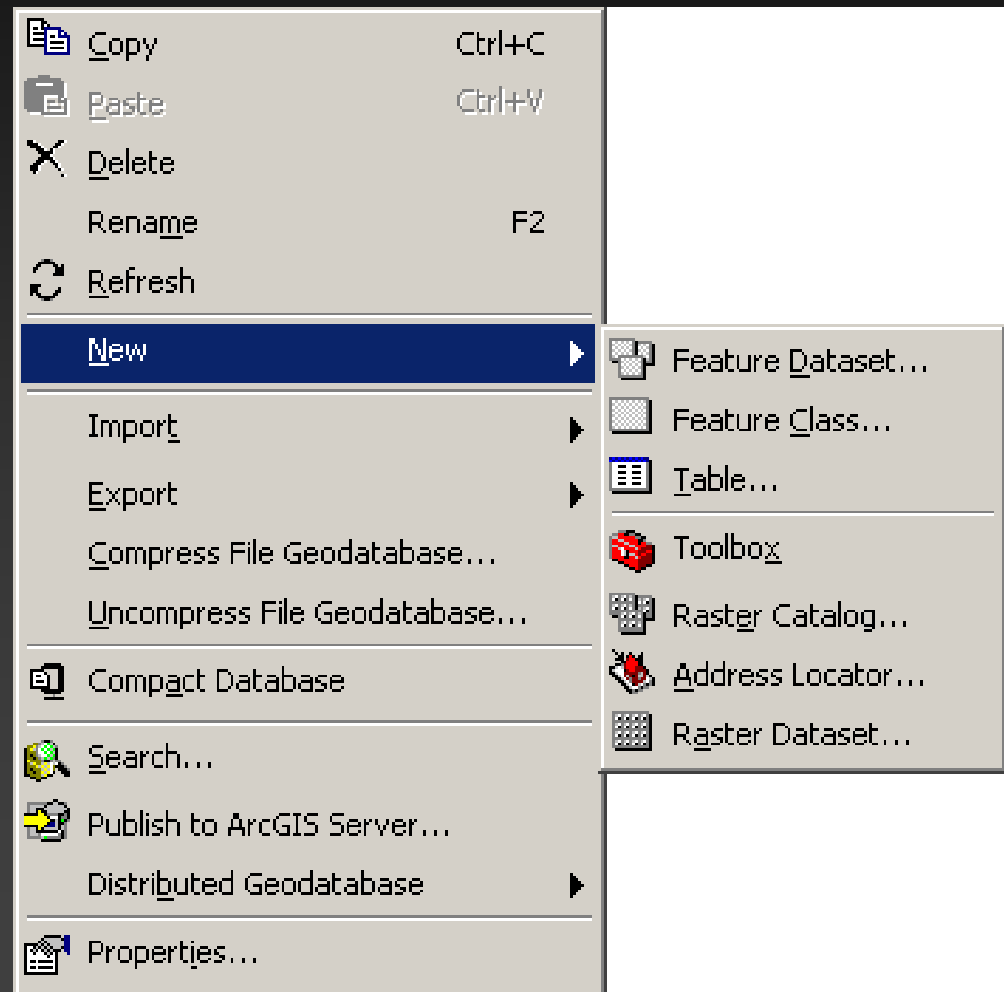 Copy Ctrl+C
Paste Ctrl+V
Delete
Rename F2
Refresh
New
Import
Export
Compress File Geodatabase...
Uncompress File Geodatabase...
Compact Database
Search...
Publish to ArcGIS Server...
Distributed Geodatabase
Properties...
Feature Dataset...
Feature Class...
Table...
Toolbox
Raster Catalog...
Address Locator...
Raster Dataset...